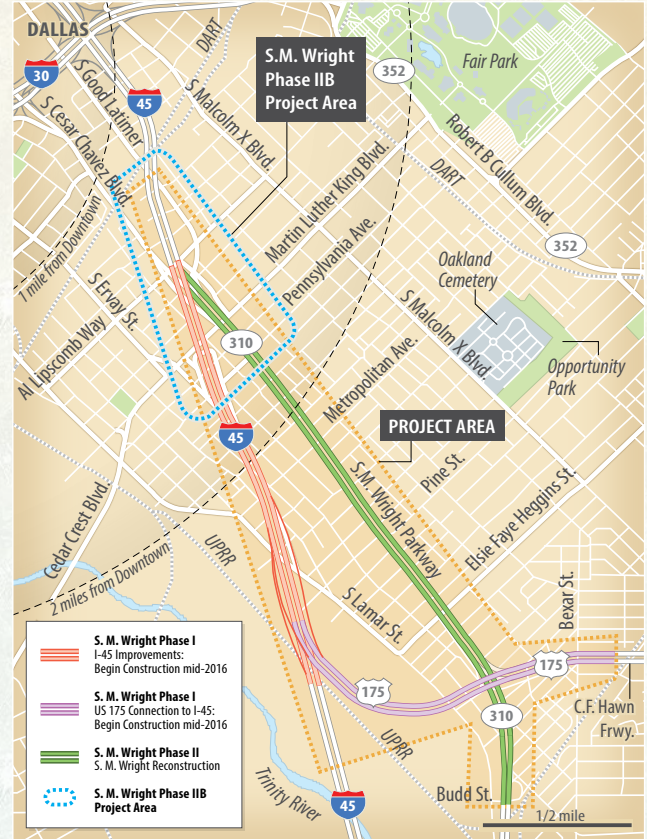 DALLAS
30
45
S Good Latimer
S Cesar Chavez Blvd.
DART
S Malcolm X Blvd.
S.M. Wright
Phase IIB
Project Area
352
Fair Park
Robert B Cullum Blvd.
DART
352
Martin Luther King Blvd.
Pennsylvania Ave.
1 mile from Downtown
S Ervay St.
Al Lipscomb Way
310
Oakland
Cemetery
S Malcolm X Blvd.
Opportunity
Park
Metropolitan Ave.
45
PROJECT AREA
Pine St.
S.M. Wright Parkway
Elsie Faye Heggins St.
Cedar Crest Blvd.
2 miles from Downtown
UPRR
S Lamar St.
Bexar St.
175
175
310
C.F. Hawn
Frwy.
UPRR
Trinity River
45
Budd St.
1/2 mile
S. M. Wright Phase I
I-45 Improvements:
Begin Construction mid-2016
S. M. Wright Phase I
US 175 Connection to I-45:
Begin Construction mid-2016
S. M. Wright Phase II
S. M. Wright Reconstruction
S. M. Wright Phase IIB
Project Area